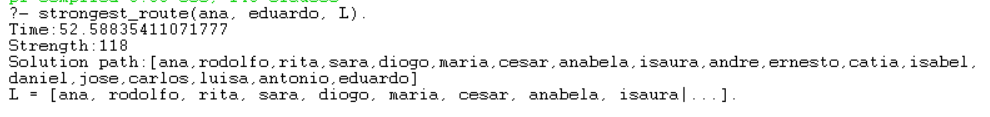 ?- strongest_route(ana, eduardo, L).
Time:52.58835411071777
Strength:118
Solution path:[ana,rodolfo,rita,sara,diogo,maria,cesar,anabela,isaura,andre,ernesto,catia,isabel,
daniel,jose,carlos,luisa,antonio,eduardo]
L = [ana, rodolfo, rita, sara, diogo, maria, cesar, anabela, isaura|...].